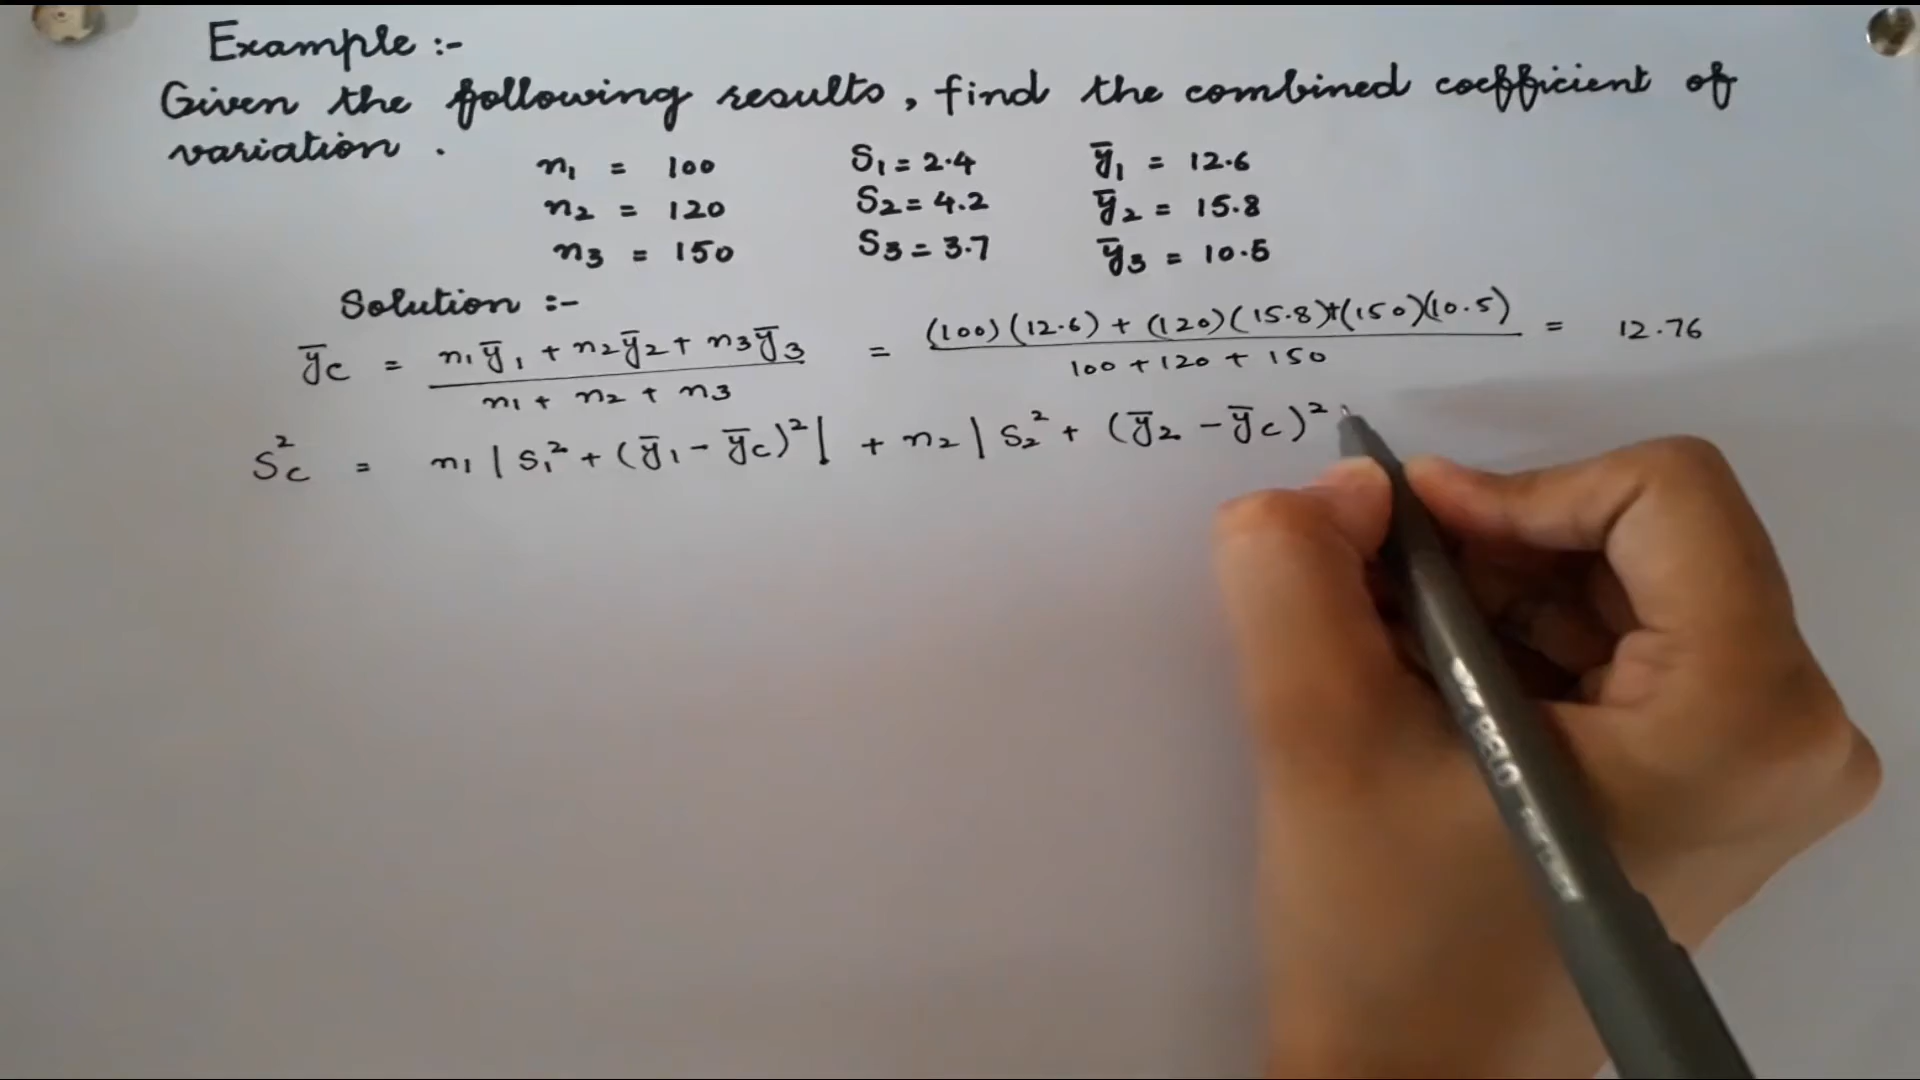 Example :-
Given the following results, find the combined coefficient of
variation .
n₁ = 100 S₁ = 2.4 ȳ₁ = 12.6
n₂ = 120 S₂ = 4.2 ȳ₂ = 15.8
n₃ = 150 S₃ = 3.7 ȳ₃ = 10.5
Solution :-
ȳc = n₁ȳ₁ + n₂ȳ₂ + n₃ȳ₃ / n₁ + n₂ + n₃ = (100)(12.6) + (120)(15.8)+(150)(10.5) / 100 + 120 + 150 = 12.76
Sc² = n₁ | S₁² + (ȳ₁ - ȳc)² | + n₂ | S₂² + (ȳ₂ - ȳc)²